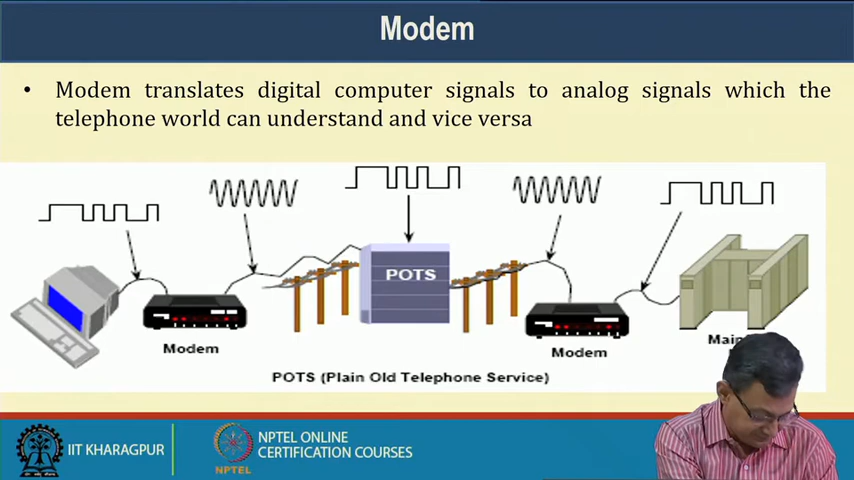 Modem
• Modem translates digital computer signals to analog signals which the
telephone world can understand and vice versa
POTS
Modem
Modem
POTS (Plain Old Telephone Service)
IIT KHARAGPUR
NPTEL
NPTEL ONLINE
CERTIFICATION COURSES